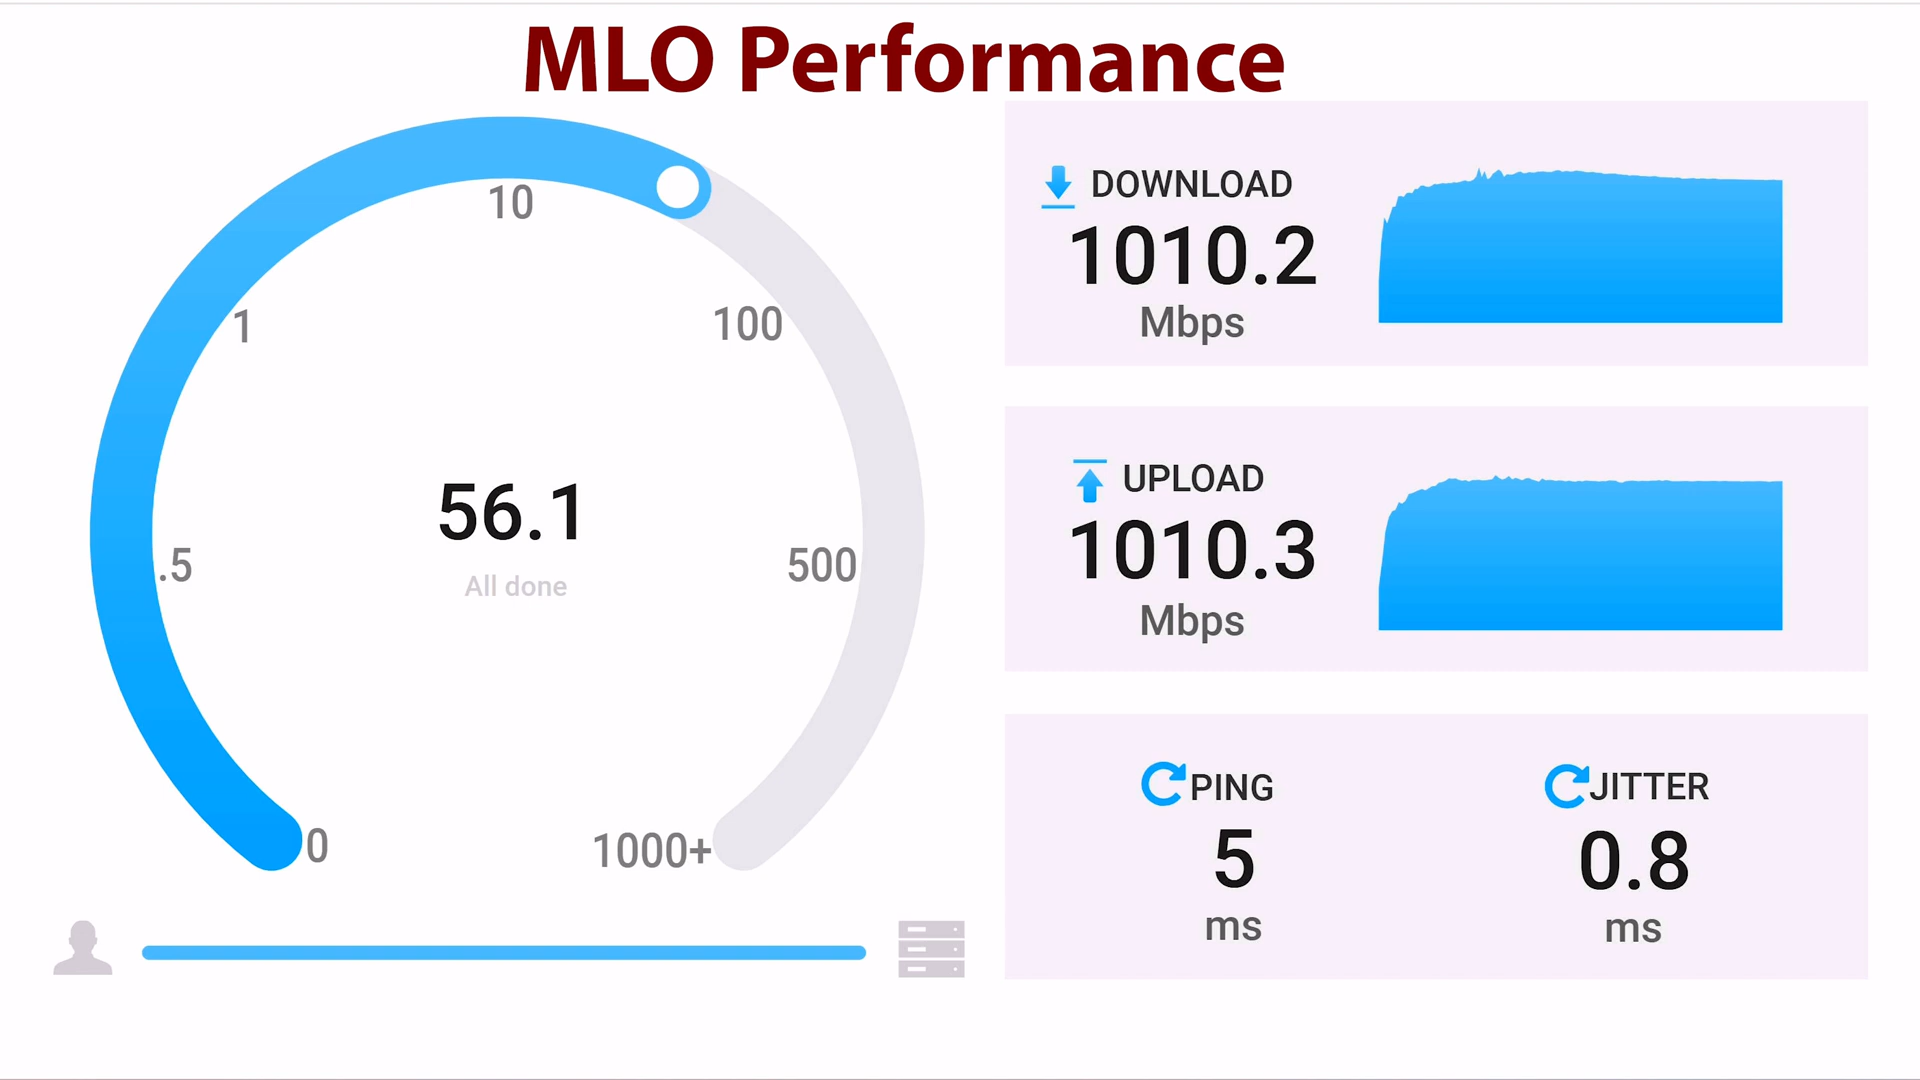 MLO Performance
10
1
100
.5
500
0
1000+
56.1
All done
DOWNLOAD
1010.2
Mbps
UPLOAD
1010.3
Mbps
PING
5
ms
JITTER
0.8
ms